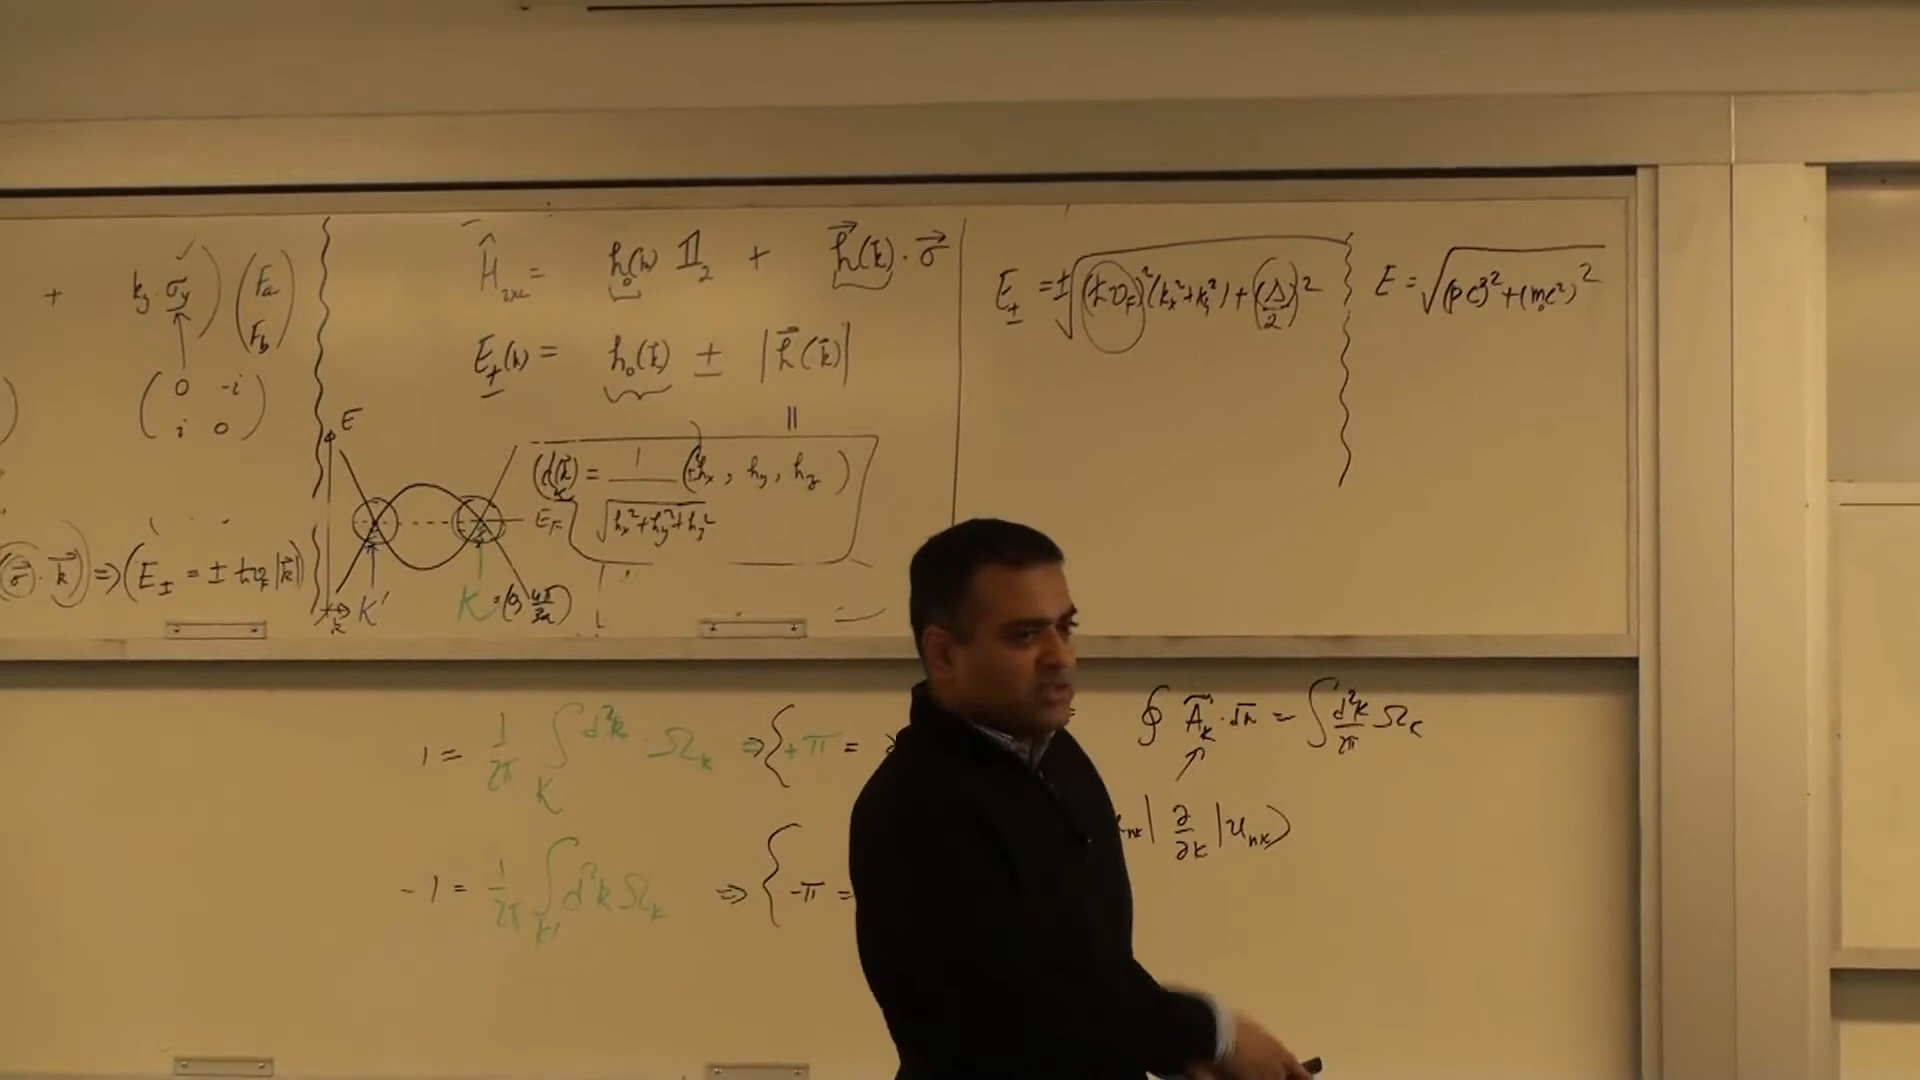 + k_y · σ_y ) ( F_a F_b )
( 0 -i
i 0 )
σ⃗ · k⃗ ) ⇒ ( E_± = ± ħv_F |k⃗| )
E
E_F
k
K'
K = (0, 4π/3a)
Ĥ_2x2 = h_0(k) 𝟙_2 + h⃗(k⃗) · σ⃗
E_±(k) = h_0(k⃗) ± |h⃗(k⃗)|
||
(d(k⃗) = 1/√(h_x² + h_y² + h_z²) (h_x, h_y, h_z)
E_± = ± √((ħv_F)² (k_x² + k_y²) + (Δ/2)²)
E = √((pc)² + (m_0c²)²)
1 = 1/2π ∫_K d²k · Ω_k ⇒ { +π =
∮ A⃗_k · dk = ∫ d²k/2π Ω_k
nk| ∂/∂k |u_nk⟩
-1 = 1/2π ∫_K' d²k Ω_k ⇒ { -π =